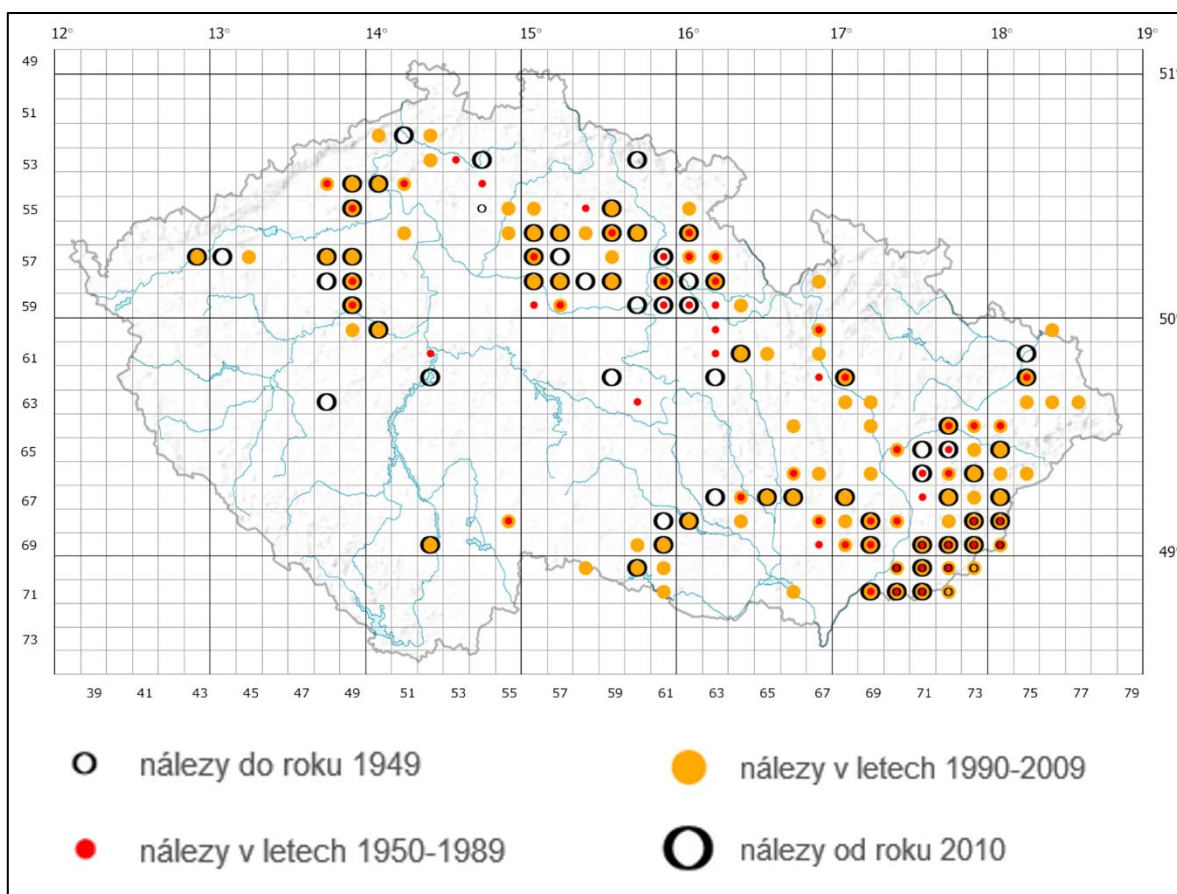 12° 13° 14° 15° 16° 17° 18° 19°
49
51°
51
53
55
57
59
50°
61
63
65
67
69
49°
71
73
39 41 43 45 47 49 51 53 55 57 59 61 63 65 67 69 71 73 75 77 79
nálezy do roku 1949
nálezy v letech 1990-2009
nálezy v letech 1950-1989
nálezy od roku 2010